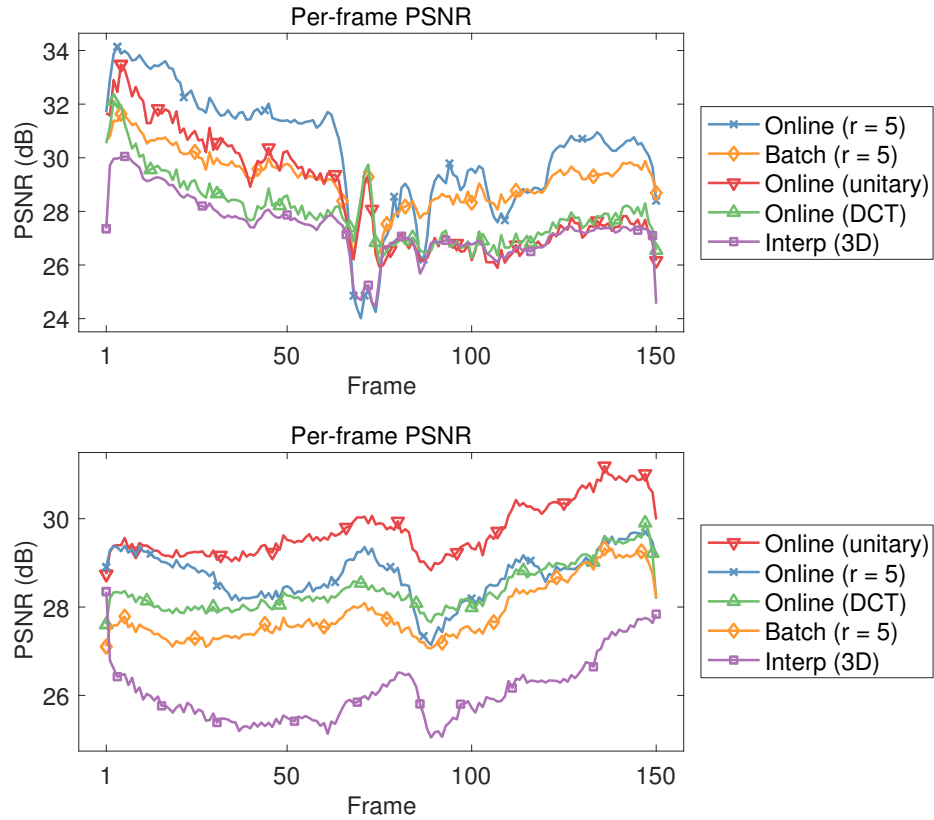 Per-frame PSNR
34
32
30
28
26
24
PSNR (dB)
1
50
100
150
Frame
Online (r = 5)
Batch (r = 5)
Online (unitary)
Online (DCT)
Interp (3D)
Per-frame PSNR
30
28
26
PSNR (dB)
1
50
100
150
Frame
Online (unitary)
Online (r = 5)
Online (DCT)
Batch (r = 5)
Interp (3D)